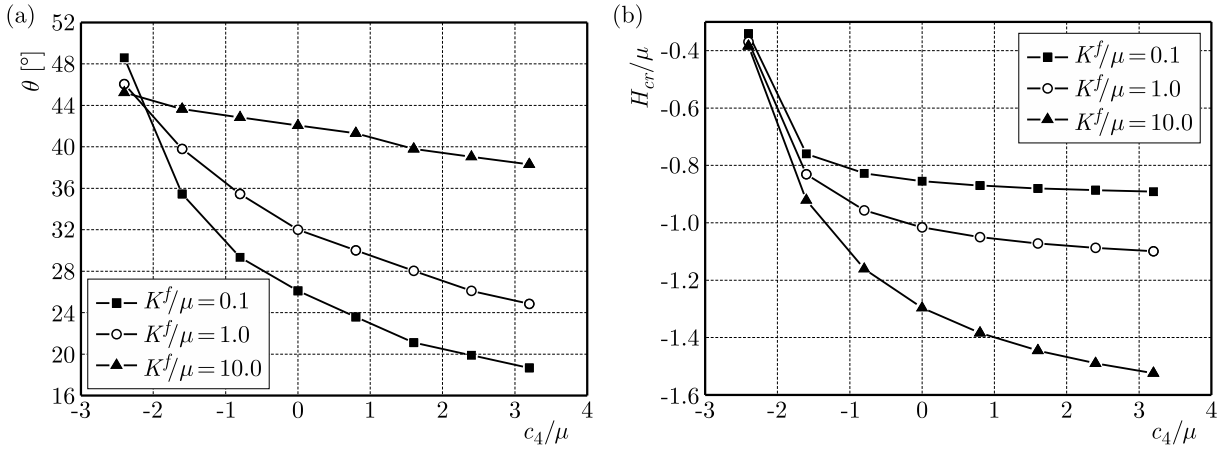 (a)
52
48
44
40
36
32
28
24
20
16
θ [°]
K^f/μ = 0.1
K^f/μ = 1.0
K^f/μ = 10.0
-3 -2 -1 0 1 2 3 4
c₄/μ
(b)
-0.4
-0.6
-0.8
-1.0
-1.2
-1.4
-1.6
H_cr/μ
K^f/μ = 0.1
K^f/μ = 1.0
K^f/μ = 10.0
-3 -2 -1 0 1 2 3 4
c₄/μ